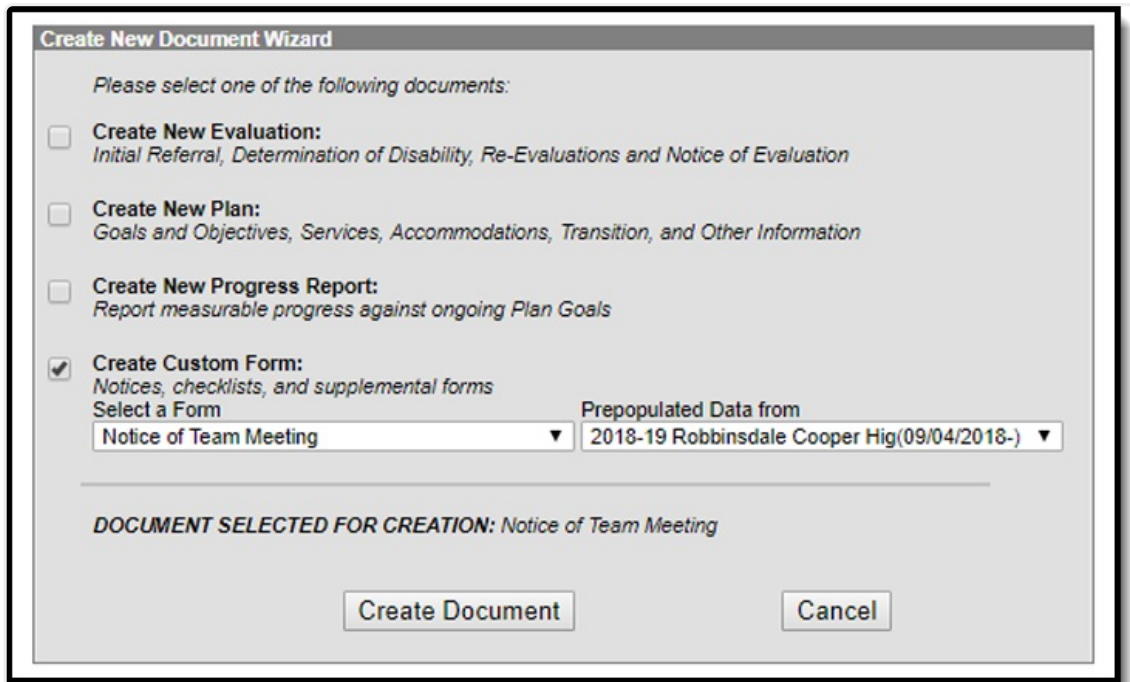 Create New Document Wizard
Please select one of the following documents:
Create New Evaluation:
Initial Referral, Determination of Disability, Re-Evaluations and Notice of Evaluation
Create New Plan:
Goals and Objectives, Services, Accommodations, Transition, and Other Information
Create New Progress Report:
Report measurable progress against ongoing Plan Goals
Create Custom Form:
Notices, checklists, and supplemental forms
Select a Form Prepopulated Data from
Notice of Team Meeting 2018-19 Robbinsdale Cooper Hig(09/04/2018-)
DOCUMENT SELECTED FOR CREATION: Notice of Team Meeting
Create Document Cancel